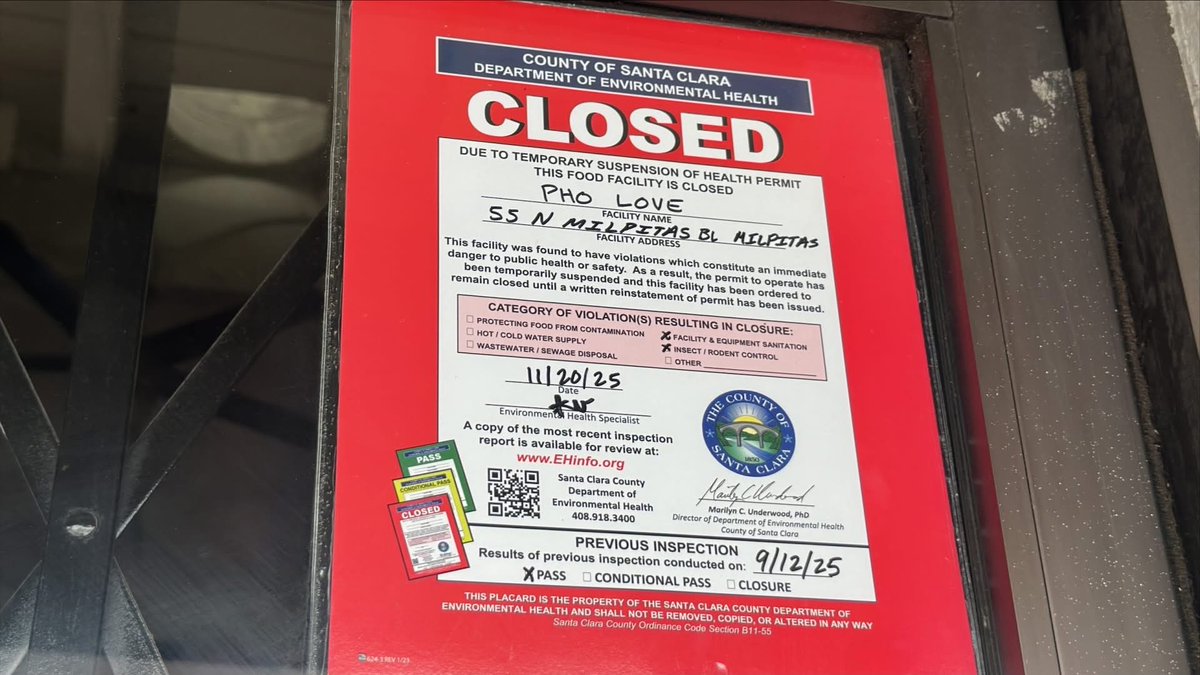 COUNTY OF SANTA CLARA
DEPARTMENT OF ENVIRONMENTAL HEALTH
CLOSED
DUE TO TEMPORARY SUSPENSION OF HEALTH PERMIT
THIS FOOD FACILITY IS CLOSED
PHO LOVE
FACILITY NAME
55 N MILPITAS BL MILPITAS
FACILITY ADDRESS
This facility was found to have violations which constitute an immediate
danger to public health or safety. As a result, the permit to operate has
been temporarily suspended and this facility has been ordered to
remain closed until a written reinstatement of permit has been issued.
CATEGORY OF VIOLATION(S) RESULTING IN CLOSURE:
PROTECTING FOOD FROM CONTAMINATION
HOT / COLD WATER SUPPLY
WASTEWATER / SEWAGE DISPOSAL
X FACILITY & EQUIPMENT SANITATION
X INSECT / RODENT CONTROL
OTHER
11/20/25
Date
Environmental Health Specialist
A copy of the most recent inspection
report is available for review at:
www.EHinfo.org
Santa Clara County
Department of
Environmental Health
408.918.3400
THE COUNTY OF
SANTA CLARA
Marilyn C. Underwood, PhD
Director of Department of Environmental Health
County of Santa Clara
PASS
CONDITIONAL PASS
CLOSED
PREVIOUS INSPECTION
Results of previous inspection conducted on: 9/12/25
X PASS CONDITIONAL PASS CLOSURE
THIS PLACARD IS THE PROPERTY OF THE SANTA CLARA COUNTY DEPARTMENT OF
ENVIRONMENTAL HEALTH AND SHALL NOT BE REMOVED, COPIED, OR ALTERED IN ANY WAY
Santa Clara County Ordinance Code Section B11-55